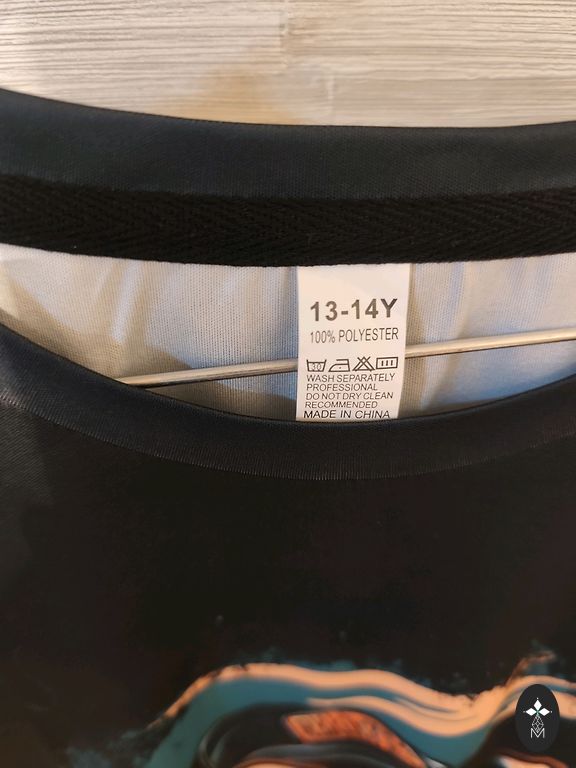 13-14Y
100% POLYESTER
WASH SEPARATELY
PROFESSIONAL
DO NOT DRY CLEAN
RECOMMENDED
MADE IN CHINA